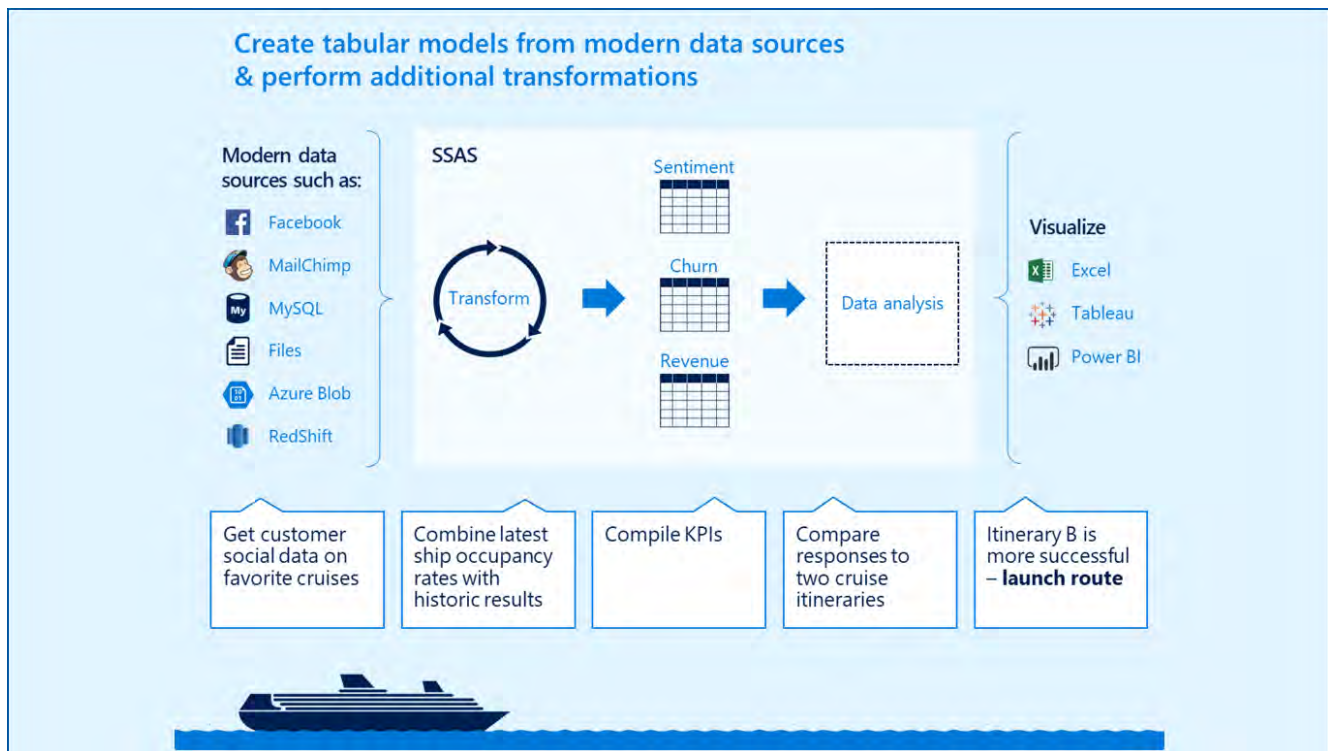 Create tabular models from modern data sources
& perform additional transformations
Modern data
sources such as:
Facebook
MailChimp
My
MySQL
Files
Azure Blob
RedShift
SSAS
Transform
Sentiment
Churn
Revenue
Data analysis
Visualize
Excel
Tableau
Power BI
Get customer
social data on
favorite cruises
Combine latest
ship occupancy
rates with
historic results
Compile KPIs
Compare
responses to
two cruise
itineraries
Itinerary B is
more successful
– launch route